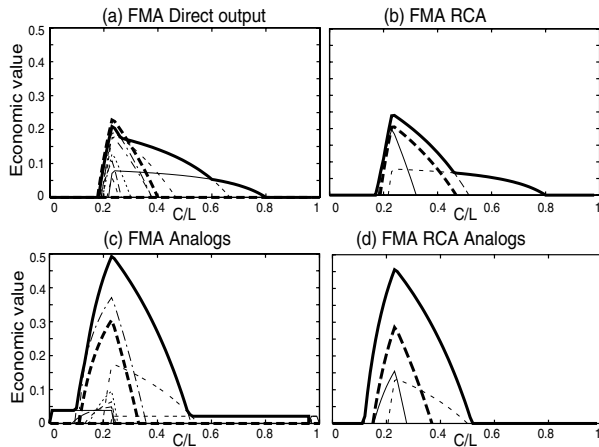 (a) FMA Direct output
(b) FMA RCA
Economic value
0.5
0.4
0.3
0.2
0.1
0
0 0.2 0.4 0.6 0.8 1
C/L
0 0.2 0.4 0.6 0.8 1
C/L
(c) FMA Analogs
(d) FMA RCA Analogs
Economic value
0.5
0.4
0.3
0.2
0.1
0
0 0.2 0.4 0.6 0.8 1
C/L
0 0.2 0.4 0.6 0.8 1
C/L